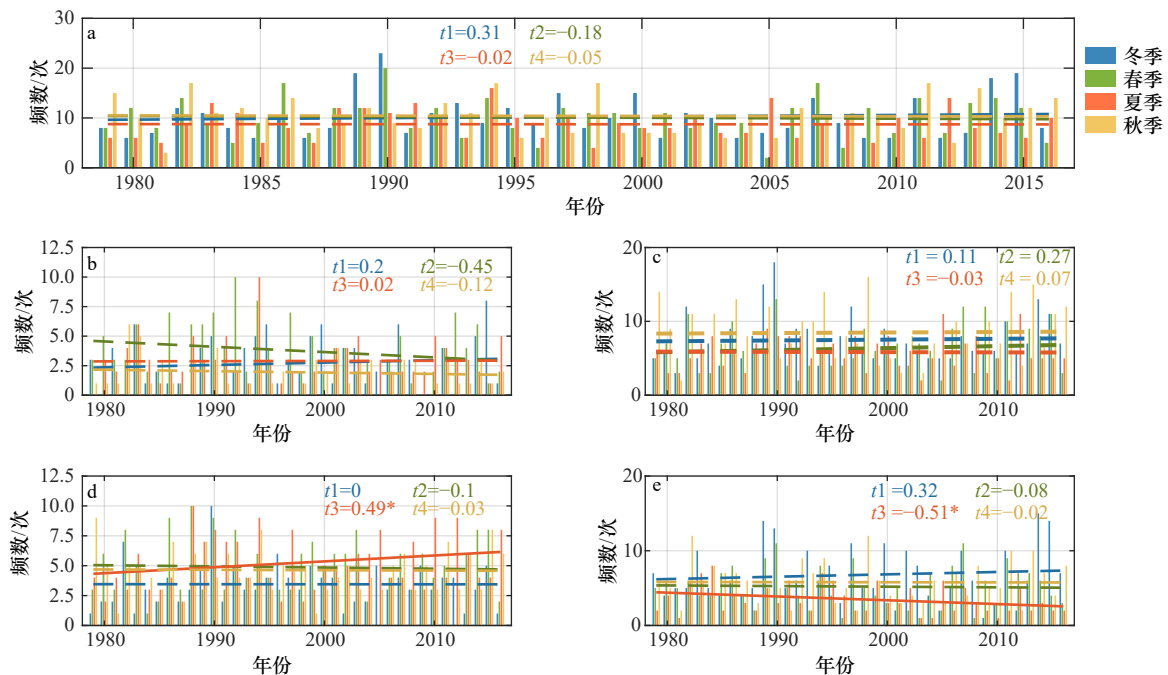 a
t1=0.31 t2=−0.18
t3=−0.02 t4=−0.05
30
20
10
0
频数/次
1980 1985 1990 1995 2000 2005 2010 2015
年份
冬季
春季
夏季
秋季
b
t1=0.2 t2=−0.45
t3=0.02 t4=−0.12
12.5
10.0
7.5
5.0
2.5
0
频数/次
1980 1990 2000 2010
年份
c
t1 = 0.11 t2 = 0.27
t3 = −0.03 t4 = 0.07
20
10
0
频数/次
1980 1990 2000 2010
年份
d
t1=0 t2=−0.1
t3=0.49* t4=−0.03
12.5
10.0
7.5
5.0
2.5
0
频数/次
1980 1990 2000 2010
年份
e
t1 = 0.32 t2=−0.08
t3 = −0.51* t4=−0.02
20
10
0
频数/次
1980 1990 2000 2010
年份